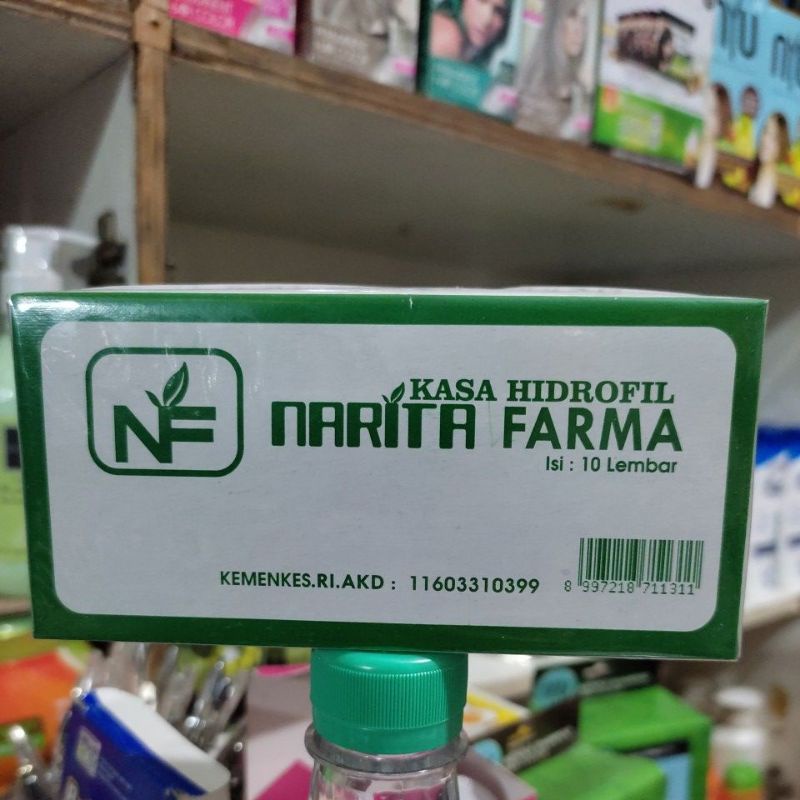 NF
KASA HIDROFIL
NARITA FARMA
Isi : 10 Lembar
KEMENKES.RI.AKD : 11603310399
8 997218 711311